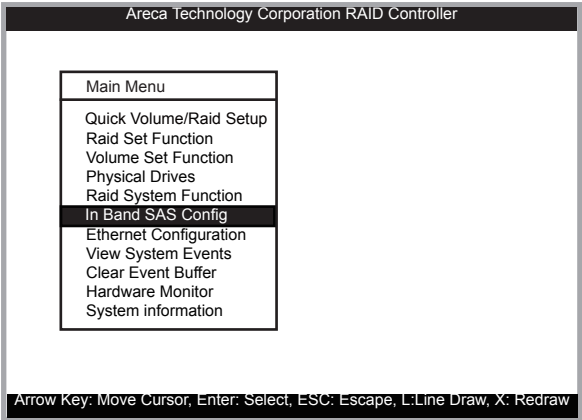 Areca Technology Corporation RAID Controller
Main Menu
Quick Volume/Raid Setup
Raid Set Function
Volume Set Function
Physical Drives
Raid System Function
In Band SAS Config
Ethernet Configuration
View System Events
Clear Event Buffer
Hardware Monitor
System information
Arrow Key: Move Cursor, Enter: Select, ESC: Escape, L:Line Draw, X: Redraw